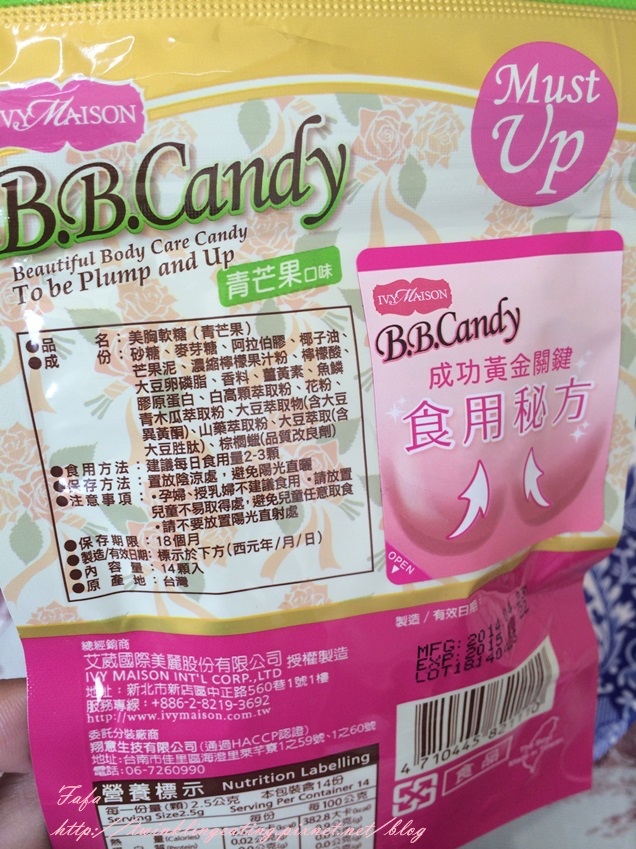 IVY MAISON
Must
Up
B.B.Candy
Beautiful Body Care Candy
To be Plump and Up
青芒果口味
IVY MAISON
B.B.Candy
成功黃金關鍵
食用秘方
OPEN
●品名：美胸軟糖（青芒果）
●成份：砂糖、麥芽糖、阿拉伯膠、椰子油、
芒果泥、濃縮檸檬果汁粉、檸檬酸、
大豆卵磷脂、香料、薑黃素、魚鱗
膠原蛋白、白高顆萃取粉、花粉、
青木瓜萃取粉、大豆萃取物(含大豆
異黃酮)、山藥萃取粉、大豆萃取(含
大豆胜肽)、棕櫚蠟(品質改良劑)
●食用方法：建議每日食用量2-3顆
●保存方法：置放陰涼處，避免陽光直曬
●注意事項：•孕婦、授乳婦不建議食用 •請放置
兒童不易取得處，避免兒童任意取食
•請不要放置陽光直射處
●保存期限：18個月
●製造/有效日期：標示於下方(西元年/月/日)
●內容量：14顆入
●原產地：台灣
製造/有效日期
MFG: 2014
EXP: 2015
LOT:
總經銷商
艾葳國際美麗股份有限公司 授權製造
IVY MAISON INT'L CORP.,LTD
地址：新北市新店區中正路560巷1號1樓
服務專線：+886-2-8219-3692
http://www.ivymaison.com.tw
委託分裝廠商
翔意生技有限公司(通過HACCP認證)
地址:台南市佳里區海澄里萊芊寮1之59號、1之60號
電話:06-7260990
4 710445
食品
營養標示 Nutrition Labelling
每一份量(顆)2.5公克 本包裝含14份
Serving Size2.5g Serving Per Container 14
每份 每100公克
382.8大卡(kcal)
Fafa
http://twinklingeating.pixnet.net/blog